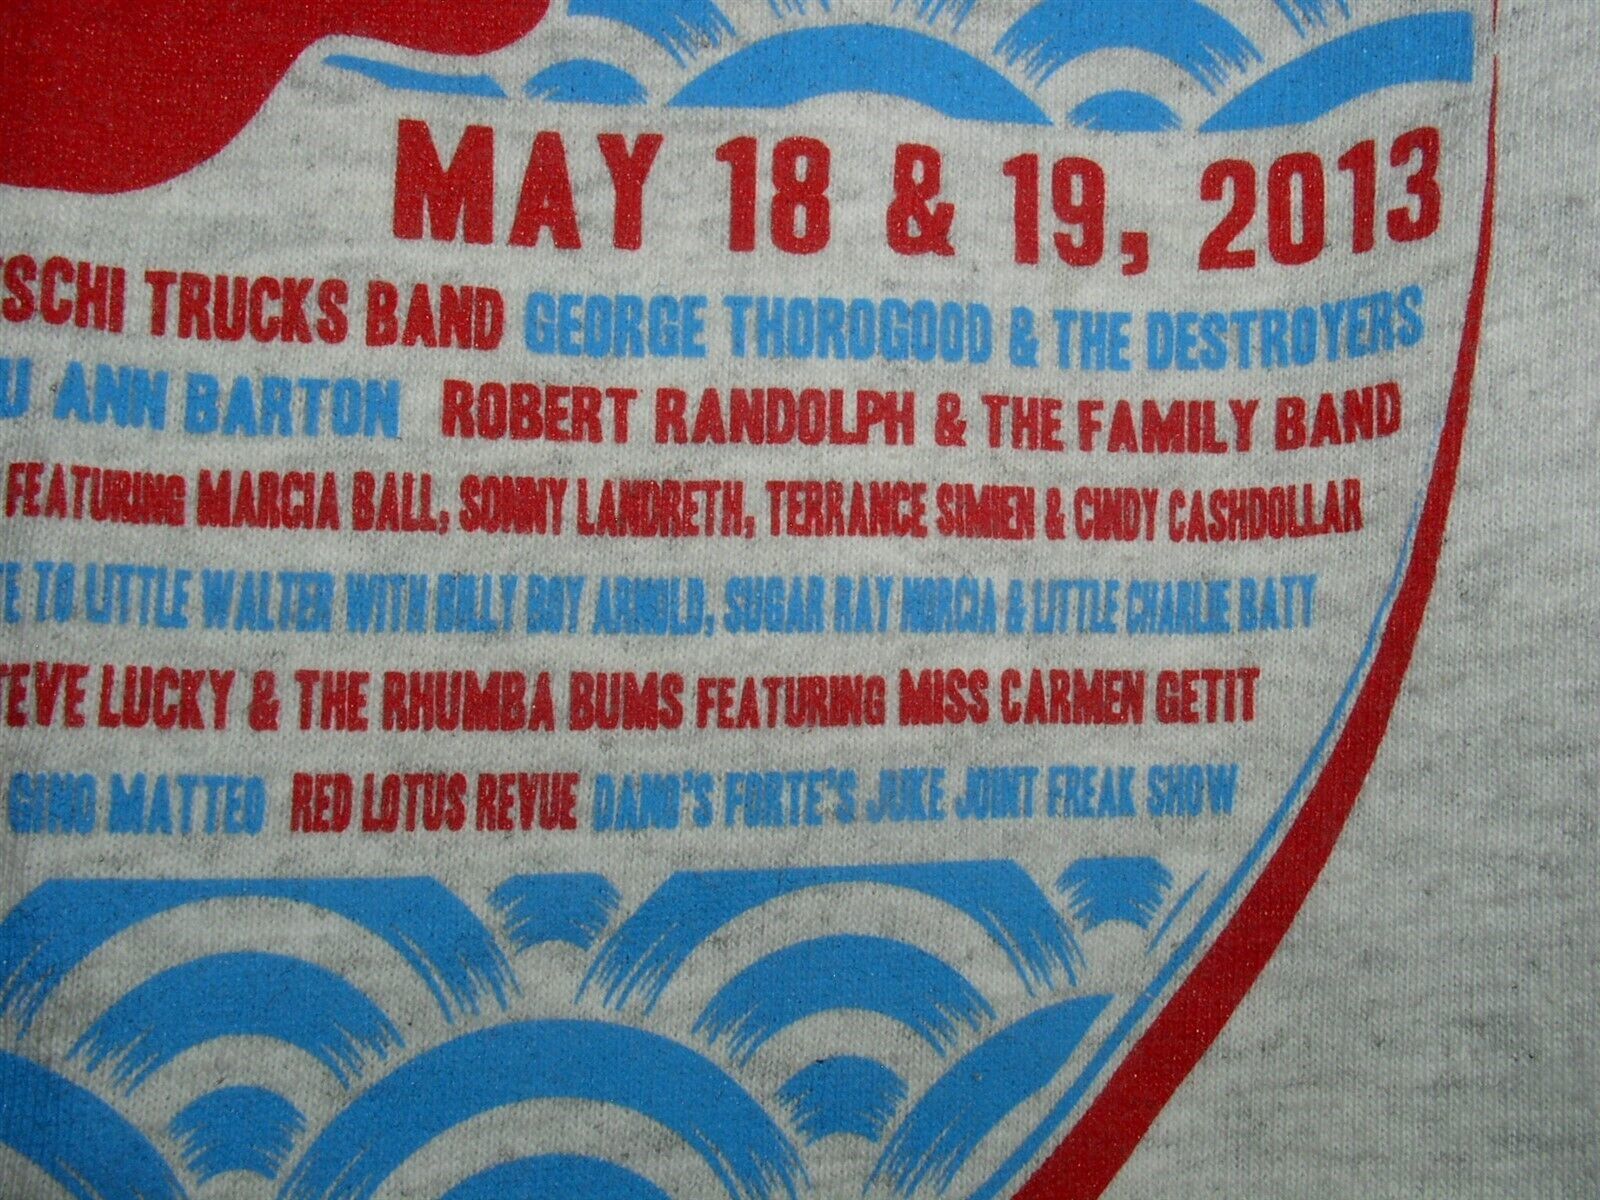 MAY 18 & 19, 2013
SCHI TRUCKS BAND GEORGE THOROGOOD & THE DESTROYERS
U ANN BARTON ROBERT RANDOLPH & THE FAMILY BAND
FEATURING MARCIA BALL, SONNY LANDRETH, TERRANCE SIMIEN & CINDY CASHDOLLAR
TE TO LITTLE WALTER WITH BILLY BOY ARNOLD, SUGAR RAY NORCIA & LITTLE CHARLIE BATY
TEVE LUCKY & THE RHUMBA BUMS FEATURING MISS CARMEN GETIT
GINO MATTEO RED LOTUS REVUE DANO'S FORTE'S JUKE JOINT FREAK SHOW